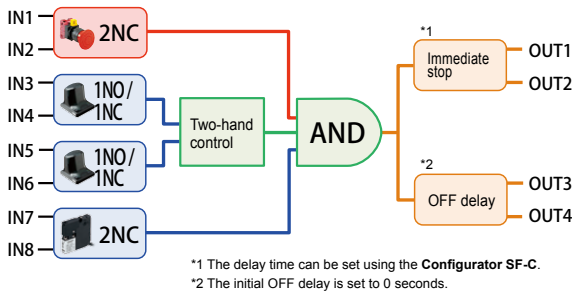 IN1
IN2
2NC
IN3
IN4
1NO/
1NC
IN5
IN6
1NO/
1NC
IN7
IN8
2NC
Two-hand
control
AND
*1
Immediate
stop
OUT1
OUT2
*2
OFF delay
OUT3
OUT4
*1 The delay time can be set using the Configurator SF-C.
*2 The initial OFF delay is set to 0 seconds.